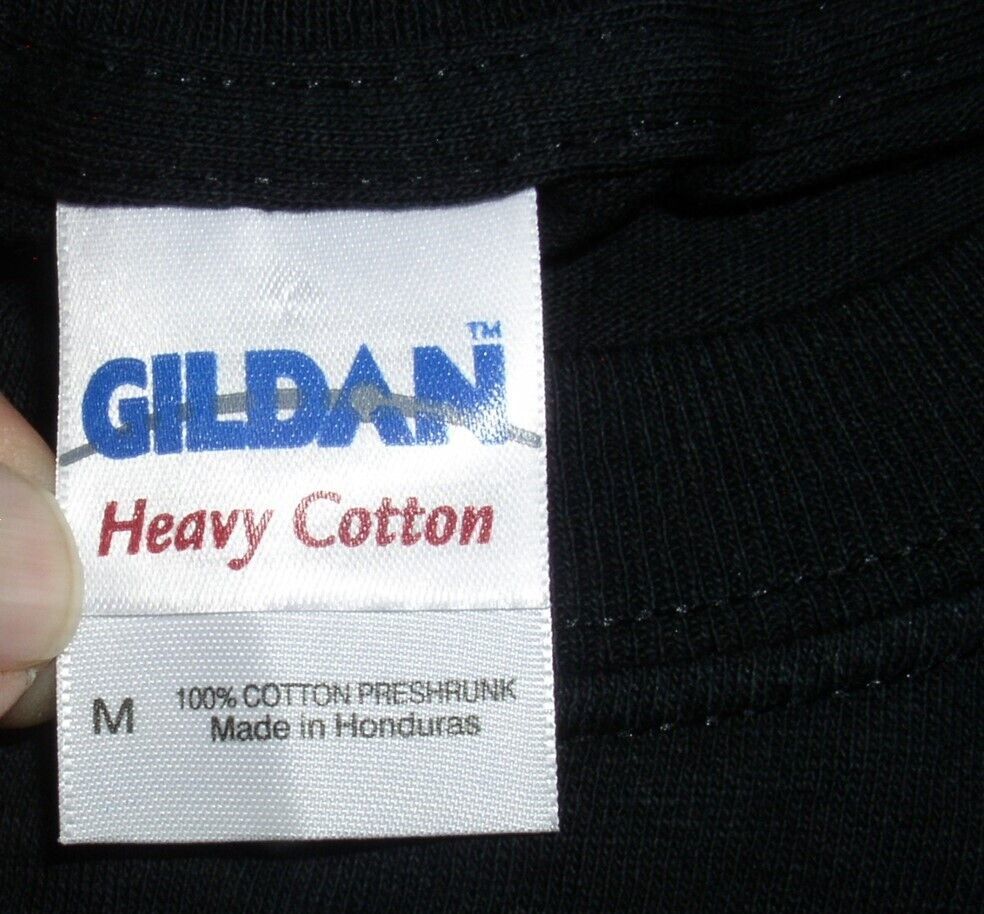 GILDAN™
Heavy Cotton
M 100% COTTON PRESHRUNK
Made in Honduras